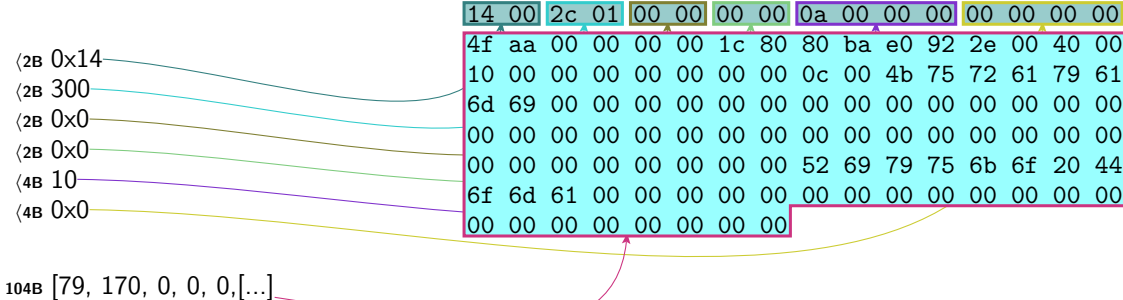 14 00 2c 01 00 00 00 00 0a 00 00 00 00 00 00 00
4f aa 00 00 00 00 1c 80 80 ba e0 92 2e 00 40 00
⟨2B 0x14
10 00 00 00 00 00 00 00 0c 00 4b 75 72 61 79 61
⟨2B 300
6d 69 00 00 00 00 00 00 00 00 00 00 00 00 00 00
⟨2B 0x0
00 00 00 00 00 00 00 00 00 00 00 00 00 00 00 00
⟨2B 0x0
00 00 00 00 00 00 00 00 52 69 79 75 6b 6f 20 44
⟨4B 10
6f 6d 61 00 00 00 00 00 00 00 00 00 00 00 00 00
⟨4B 0x0
00 00 00 00 00 00 00 00
104B [79, 170, 0, 0, 0,[...]